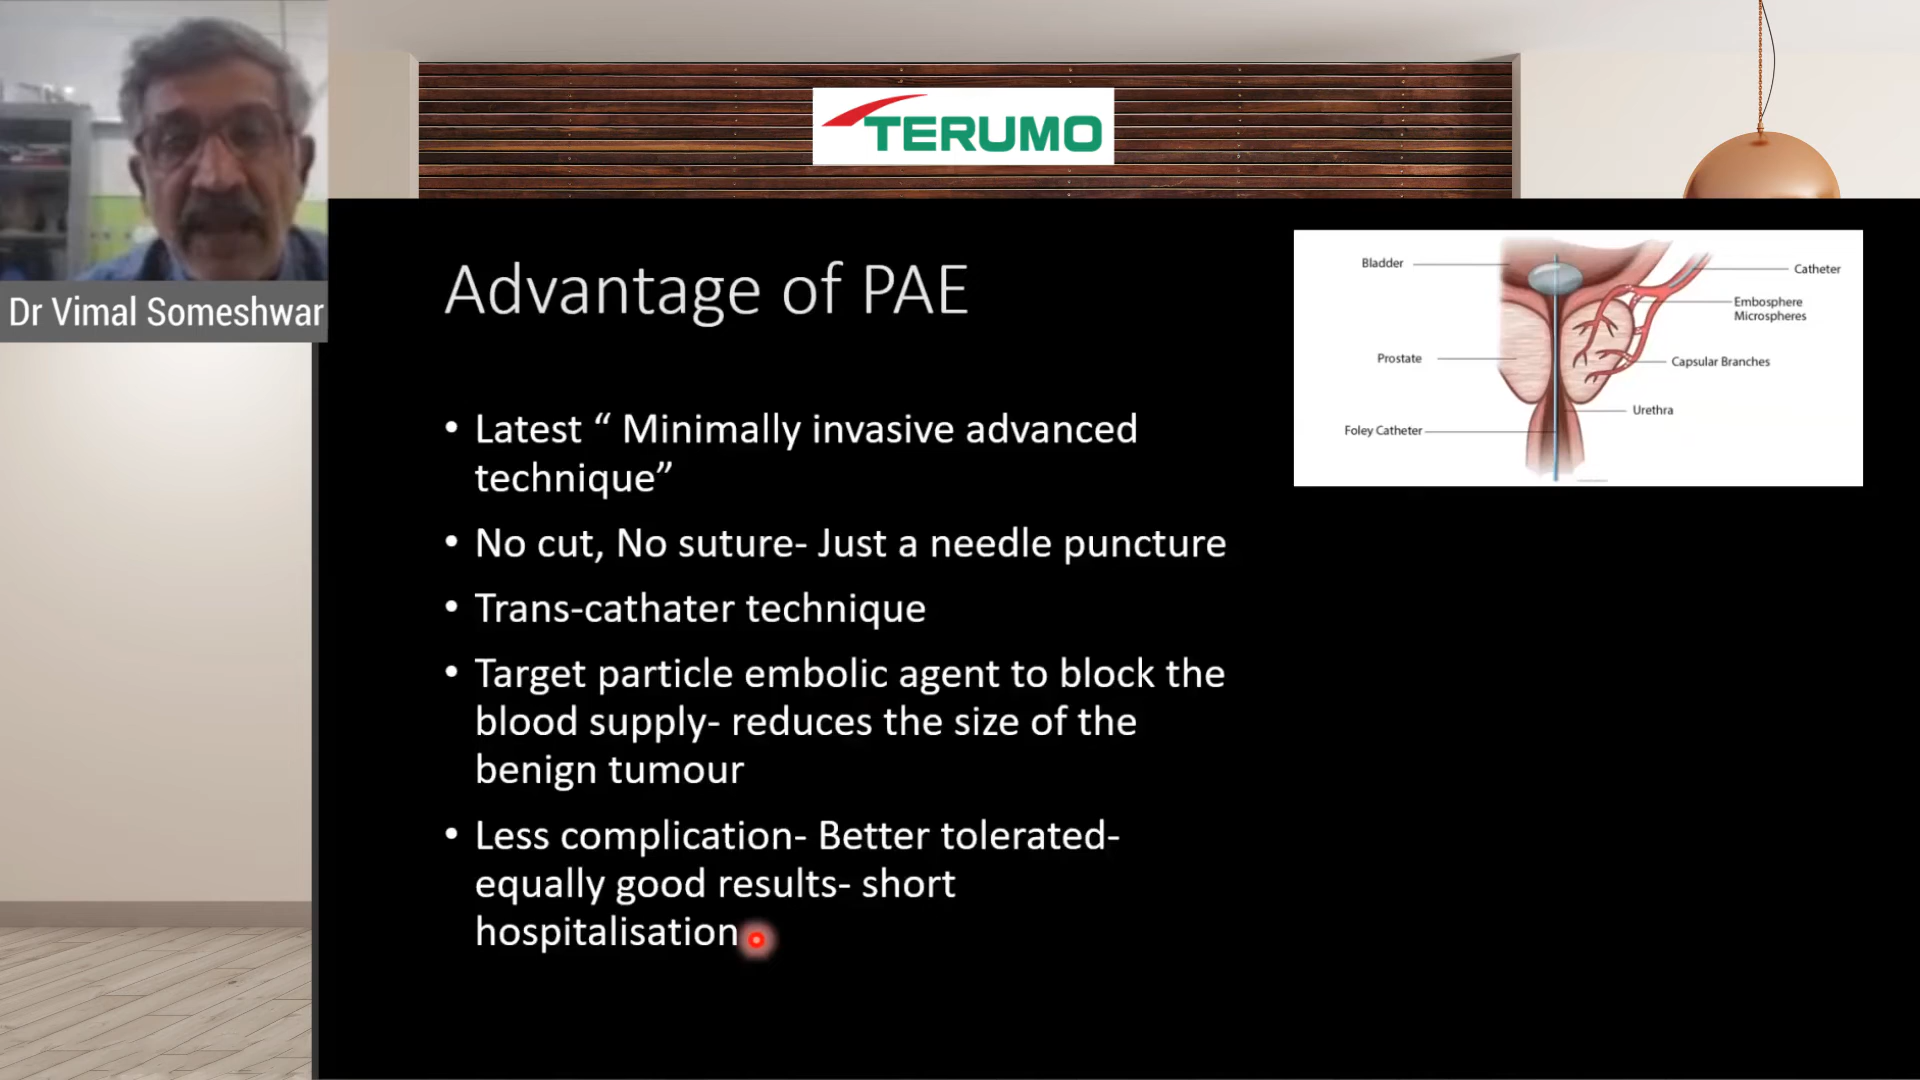 TERUMO
Dr Vimal Someshwar
Advantage of PAE
• Latest “ Minimally invasive advanced
technique”
• No cut, No suture- Just a needle puncture
• Trans-cathater technique
• Target particle embolic agent to block the
blood supply- reduces the size of the
benign tumour
• Less complication- Better tolerated-
equally good results- short
hospitalisation
Bladder
Catheter
Embosphere
Microspheres
Prostate
Capsular Branches
Urethra
Foley Catheter